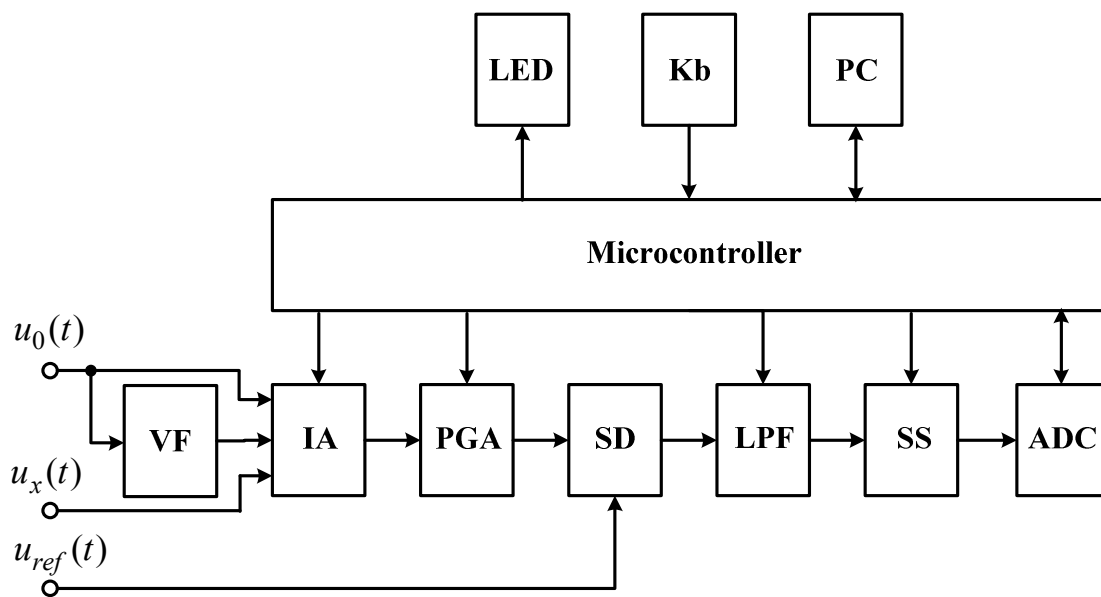 LED Kb PC
Microcontroller
u0(t)
VF IA PGA SD LPF SS ADC
ux(t)
uref(t)